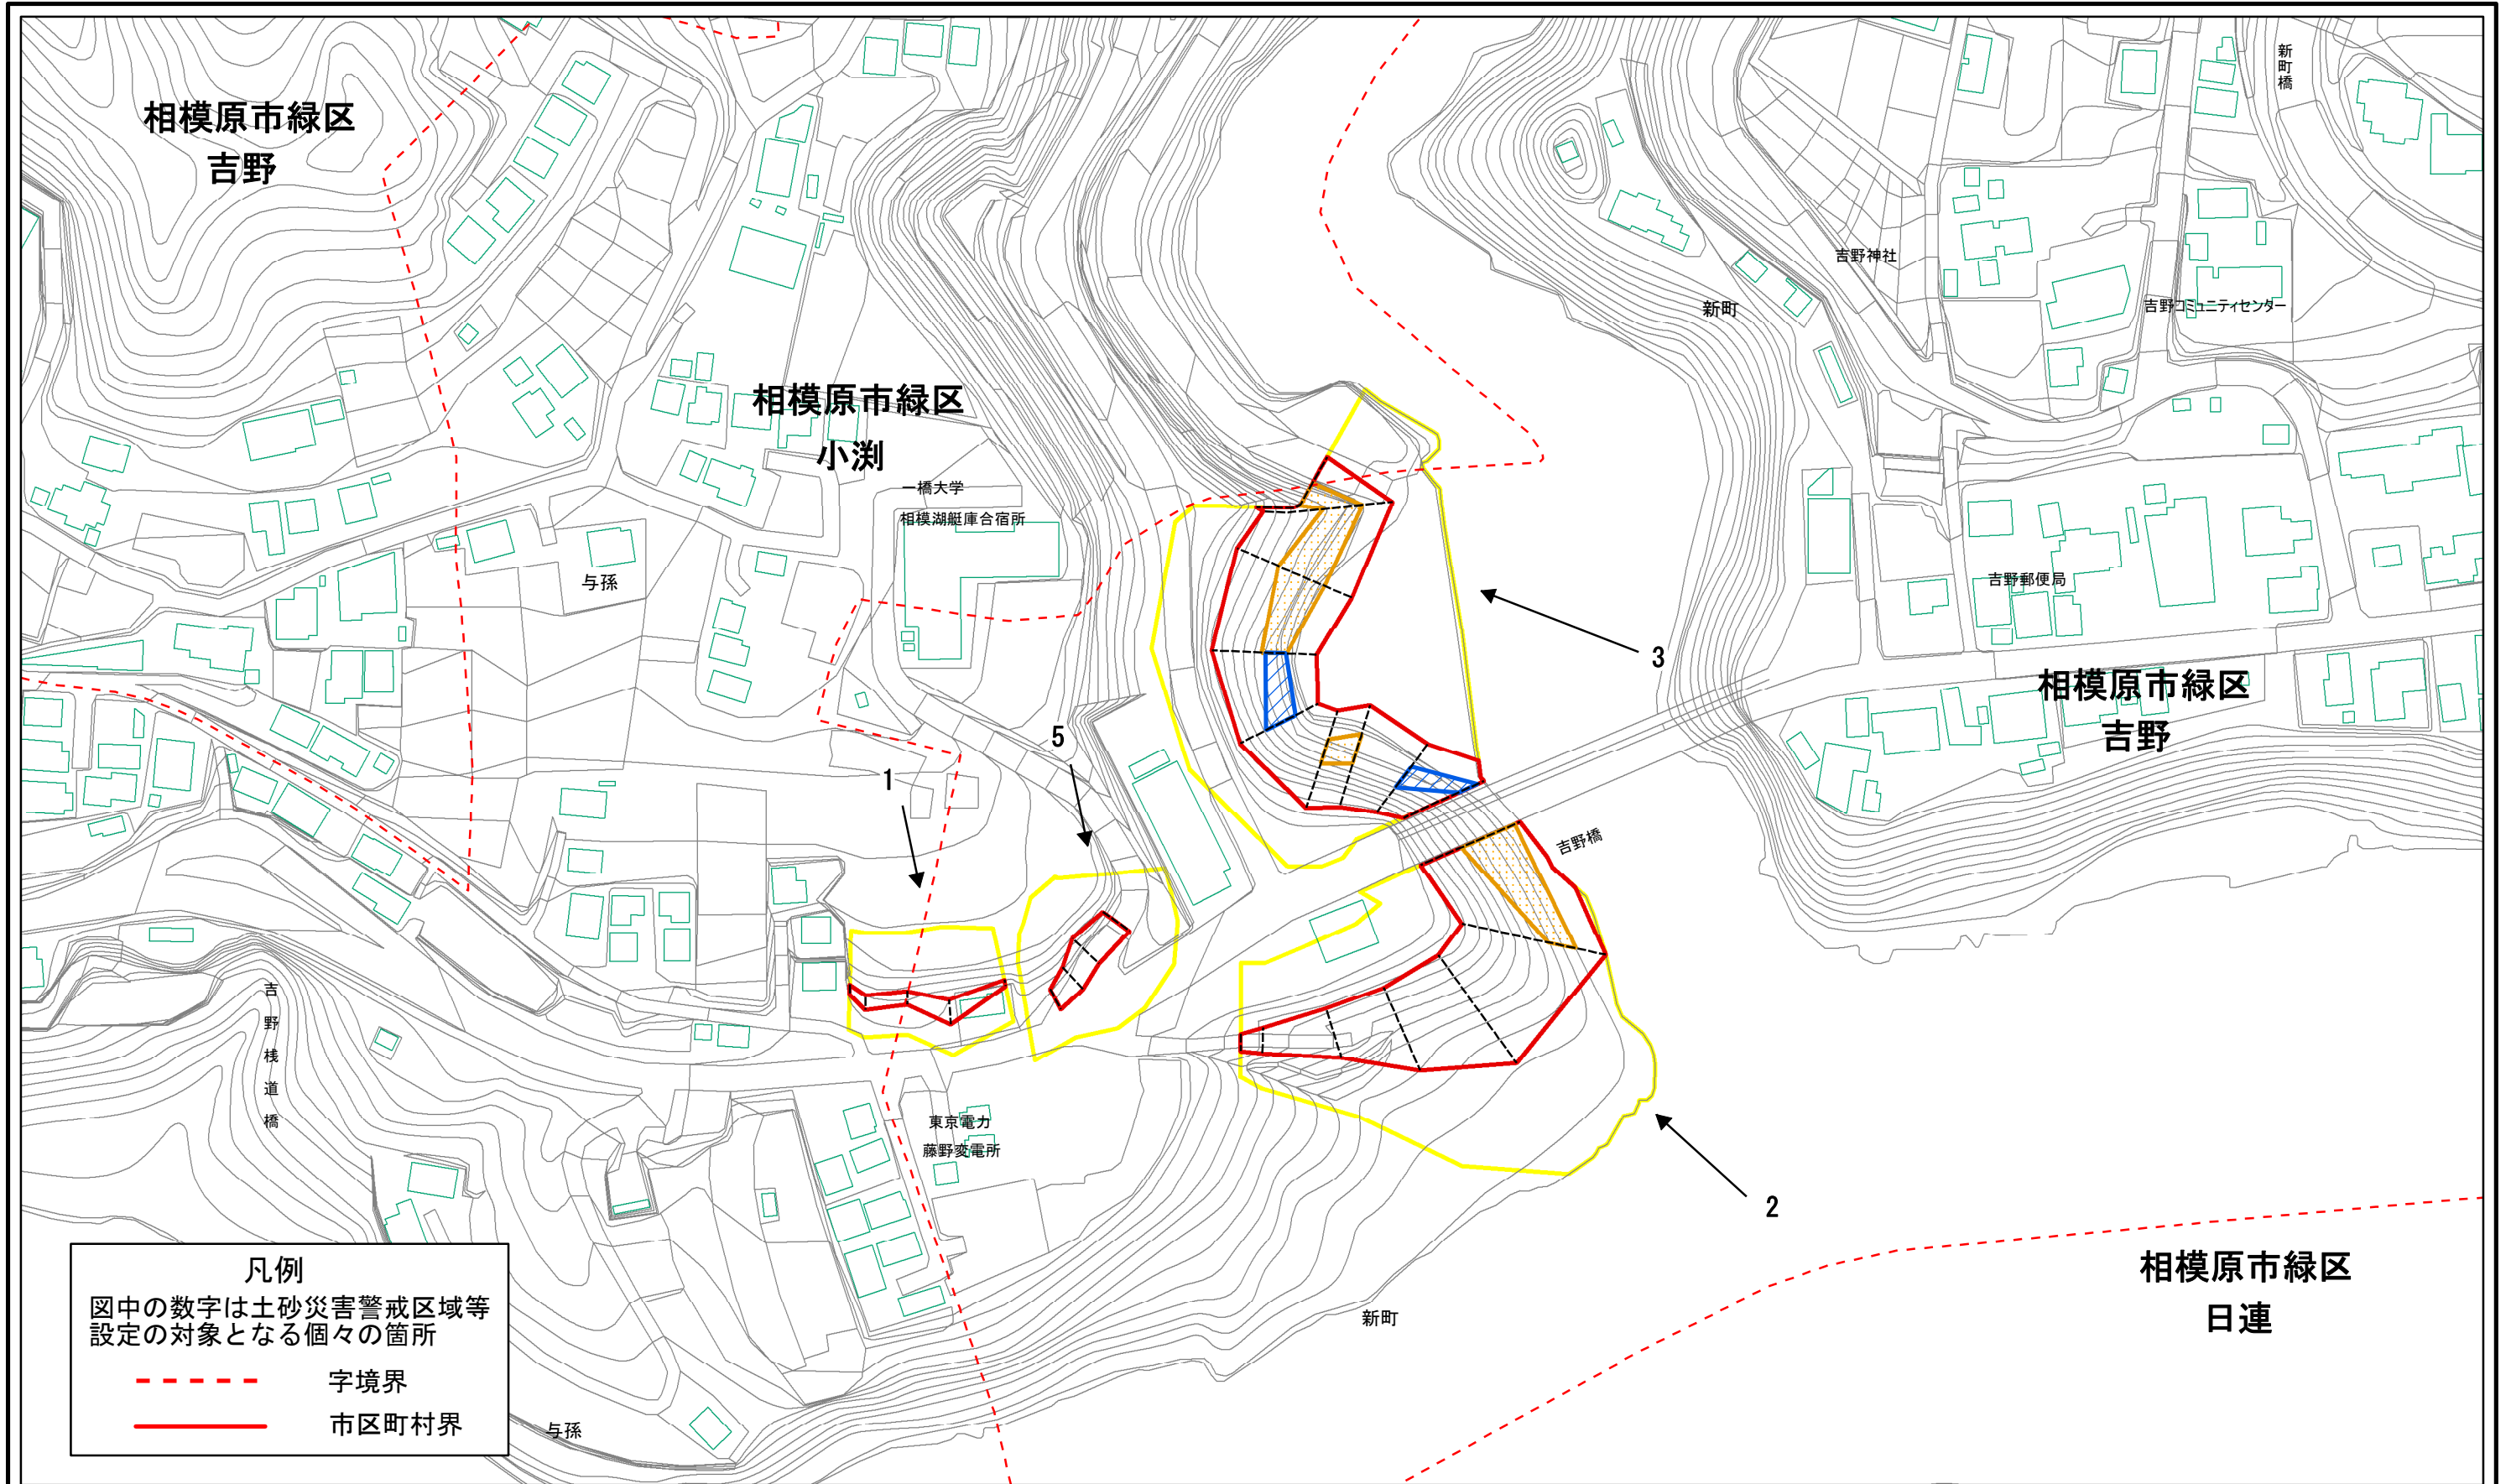 相模原市緑区
吉野
新町橋
吉野神社
新町
吉野コミュニティセンター
相模原市緑区
小渕
一橋大学
相模湖艇庫合宿所
与孫
吉野郵便局
3
相模原市緑区
吉野
5
1
吉野橋
吉野桟道橋
東京電力
藤野変電所
2
相模原市緑区
日連
新町
凡例
図中の数字は土砂災害警戒区域等
設定の対象となる個々の箇所
字境界
市区町村界
与孫